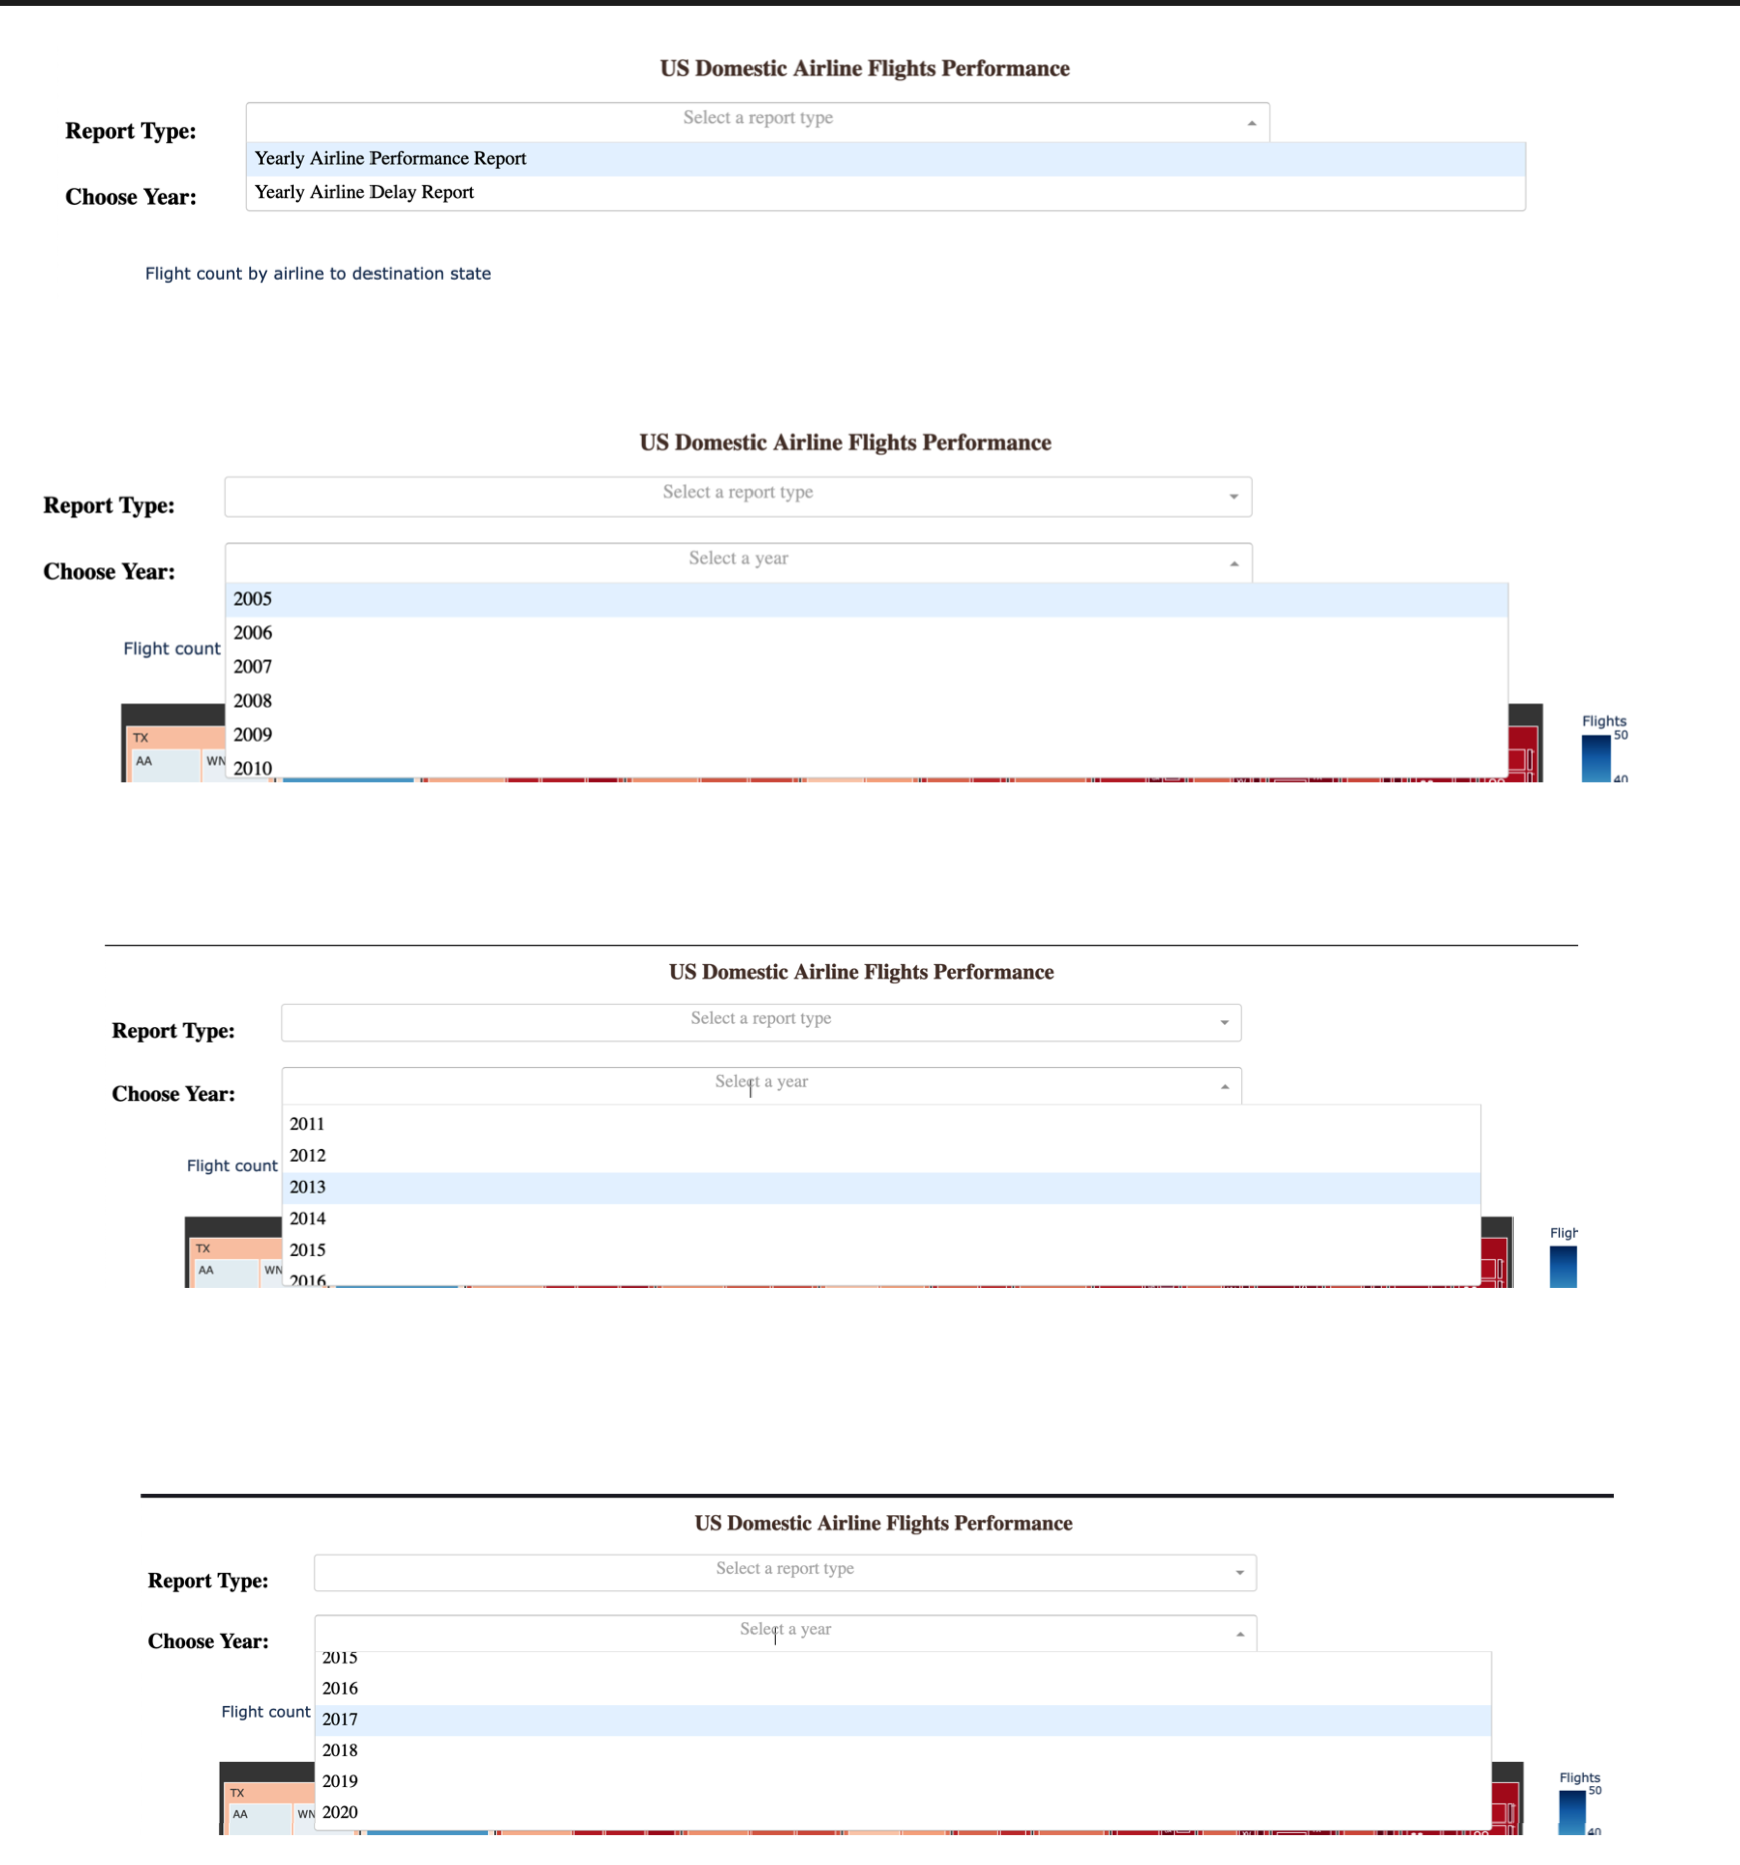 US Domestic Airline Flights Performance
Report Type:
Select a report type
Yearly Airline Performance Report
Choose Year:
Yearly Airline Delay Report
Flight count by airline to destination state
US Domestic Airline Flights Performance
Report Type:
Select a report type
Choose Year:
Select a year
2005
2006
Flight count
2007
2008
Flights
2009
50
TX
AA
WN
2010
40
US Domestic Airline Flights Performance
Report Type:
Select a report type
Choose Year:
Select a year
2011
2012
Flight count
2013
2014
Fligh
2015
TX
AA
WN
2016
US Domestic Airline Flights Performance
Report Type:
Select a report type
Choose Year:
Select a year
2015
2016
Flight count
2017
2018
Flights
2019
50
TX
AA
WN
2020
40